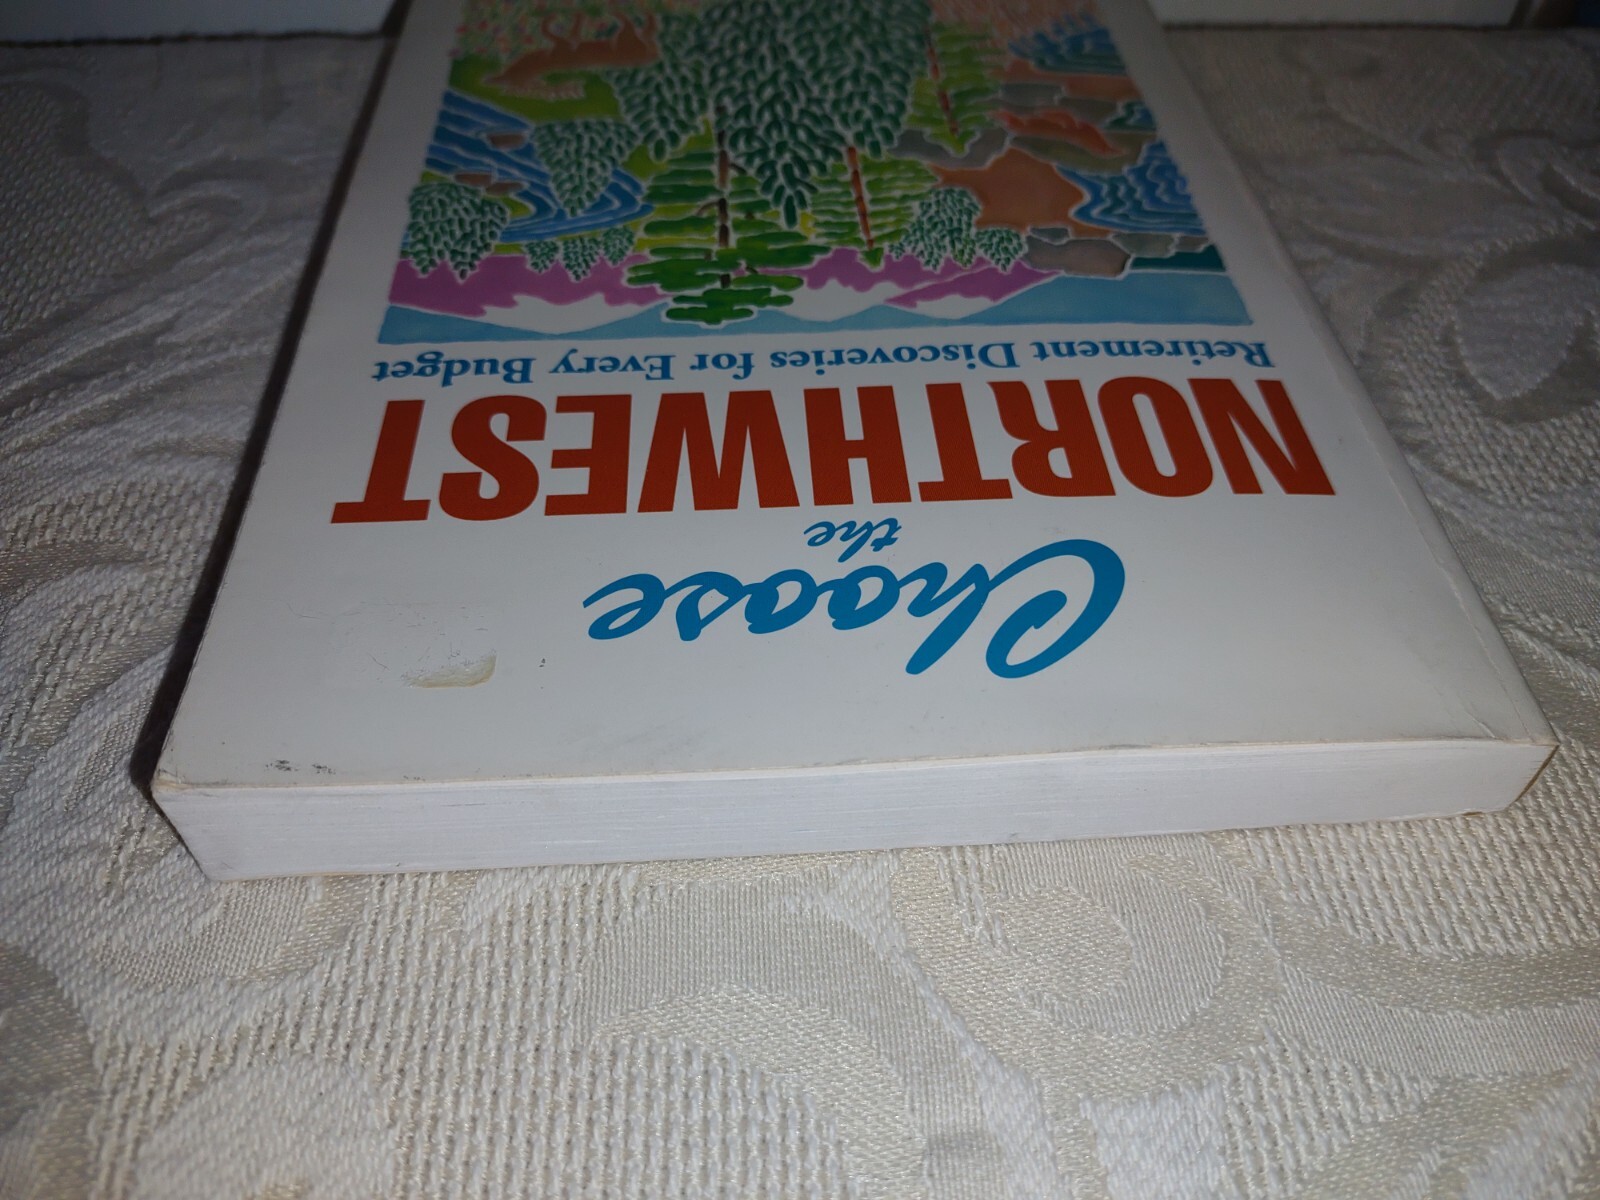 Choose
the
NORTHWEST
Retirement Discoveries for Every Budget